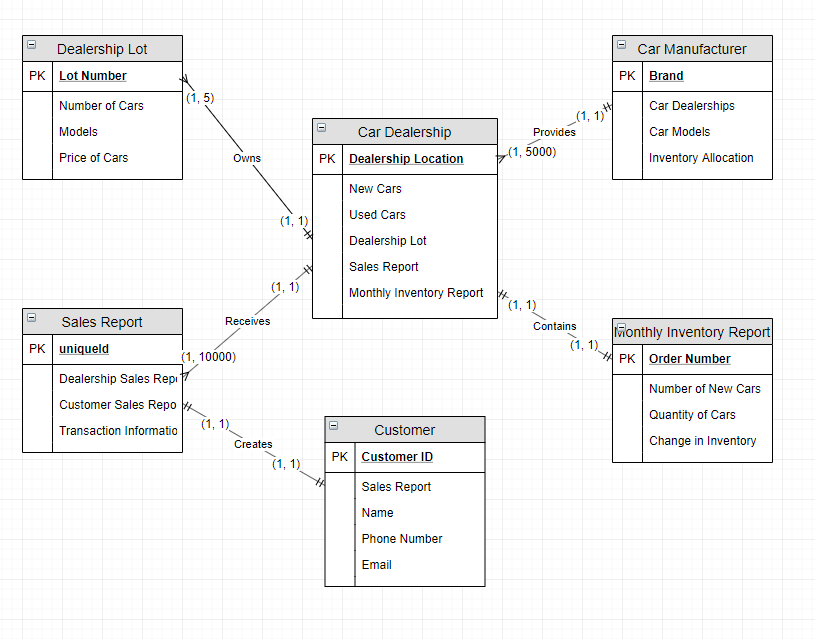 Dealership Lot
PK Lot Number
Number of Cars
Models
Price of Cars
(1, 5)
Owns
(1, 1)
Car Manufacturer
PK Brand
Car Dealerships
Car Models
Inventory Allocation
(1, 1)
Provides
(1, 5000)
Car Dealership
PK Dealership Location
New Cars
Used Cars
Dealership Lot
Sales Report
Monthly Inventory Report
(1, 1)
Receives
(1, 10000)
(1, 1)
Contains
(1, 1)
Sales Report
PK uniqueId
Dealership Sales Repo
Customer Sales Repo
Transaction Informatio
(1, 1)
Creates
(1, 1)
Monthly Inventory Report
PK Order Number
Number of New Cars
Quantity of Cars
Change in Inventory
Customer
PK Customer ID
Sales Report
Name
Phone Number
Email